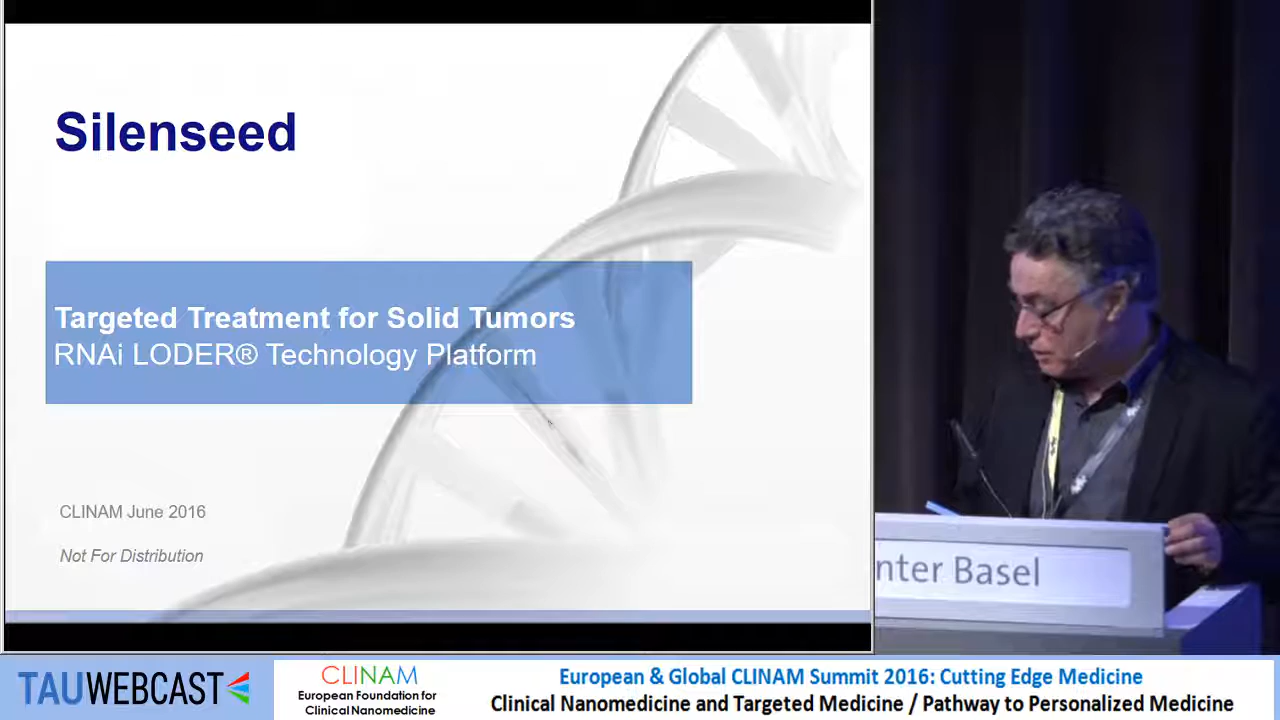 Silenseed
Targeted Treatment for Solid Tumors
RNAi LODER® Technology Platform
CLINAM June 2016
Not For Distribution
nter Basel
TAUWEBCAST
CLINAM
European Foundation for
Clinical Nanomedicine
European & Global CLINAM Summit 2016: Cutting Edge Medicine
Clinical Nanomedicine and Targeted Medicine / Pathway to Personalized Medicine